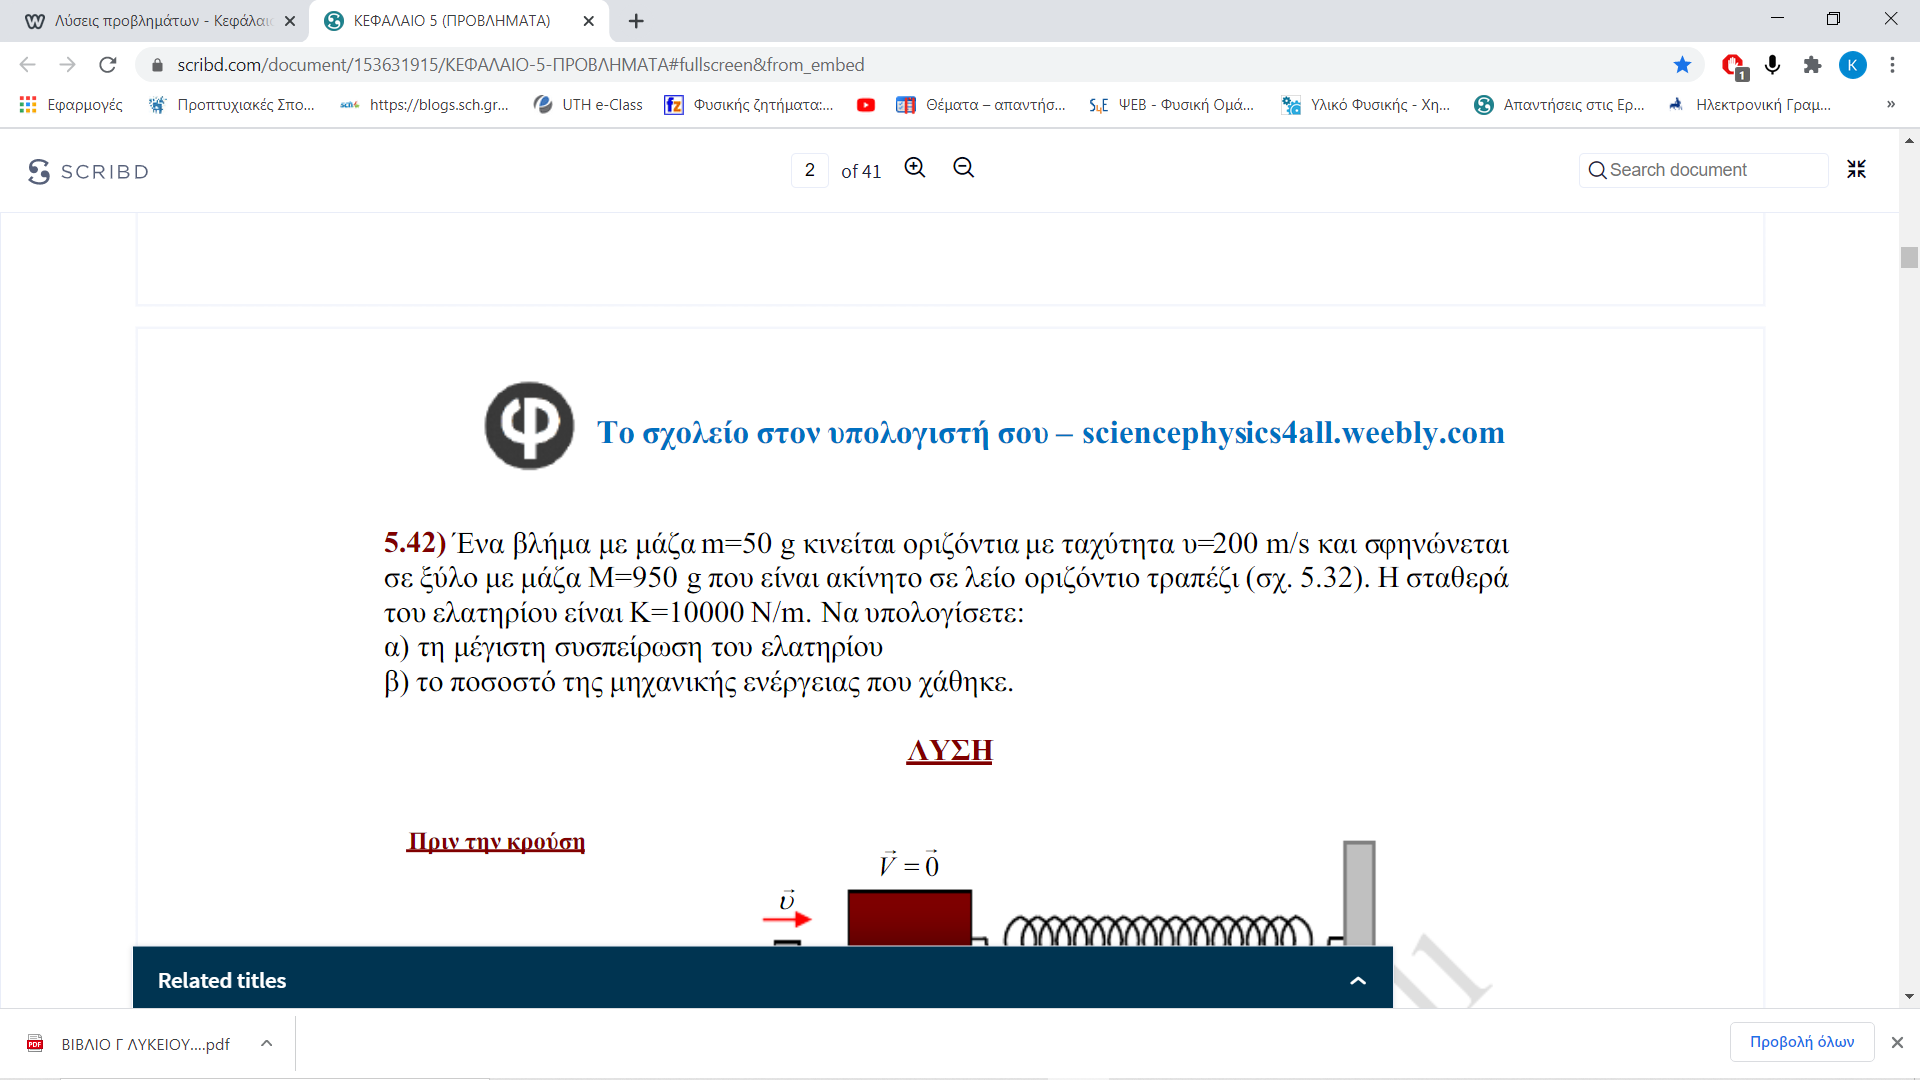 Λύσεις προβλημάτων - Κεφάλαι
ΚΕΦΑΛΑΙΟ 5 (ΠΡΟΒΛΗΜΑΤΑ)
scribd.com/document/153631915/ΚΕΦΑΛΑΙΟ-5-ΠΡΟΒΛΗΜΑΤΑ#fullscreen&from_embed
1
K
Εφαρμογές
Προπτυχιακές Σπο...
https://blogs.sch.gr...
UTH e-Class
fz
Φυσικής ζητήματα:...
Θέματα – απαντήσ...
ΨΕΒ - Φυσική Ομά...
Υλικό Φυσικής - Χη...
Απαντήσεις στις Ερ...
Ηλεκτρονική Γραμ...
»
SCRIBD
2 of 41
Search document
Το σχολείο στον υπολογιστή σου – sciencephysics4all.weebly.com
5.42) Ένα βλήμα με μάζα m=50 g κινείται οριζόντια με ταχύτητα υ=200 m/s και σφηνώνεται
σε ξύλο με μάζα Μ=950 g που είναι ακίνητο σε λείο οριζόντιο τραπέζι (σχ. 5.32). Η σταθερά
του ελατηρίου είναι Κ=10000 N/m. Να υπολογίσετε:
α) τη μέγιστη συσπείρωση του ελατηρίου
β) το ποσοστό της μηχανικής ενέργειας που χάθηκε.
ΛΥΣΗ
Πριν την κρούση
V⃗ = 0⃗
υ⃗
Related titles
PDF
ΒΙΒΛΙΟ Γ ΛΥΚΕΙΟΥ....pdf
Προβολή όλων